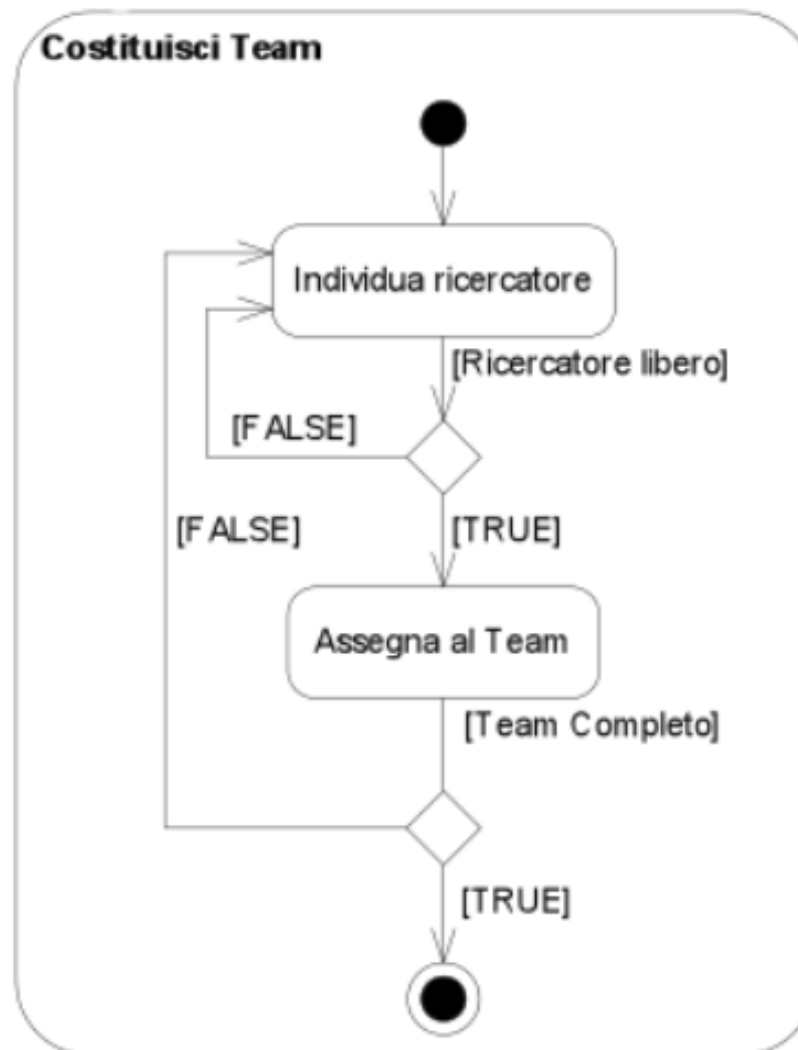 Costituisci Team
Individua ricercatore
[Ricercatore libero]
[FALSE]
[FALSE]
[TRUE]
Assegna al Team
[Team Completo]
[TRUE]